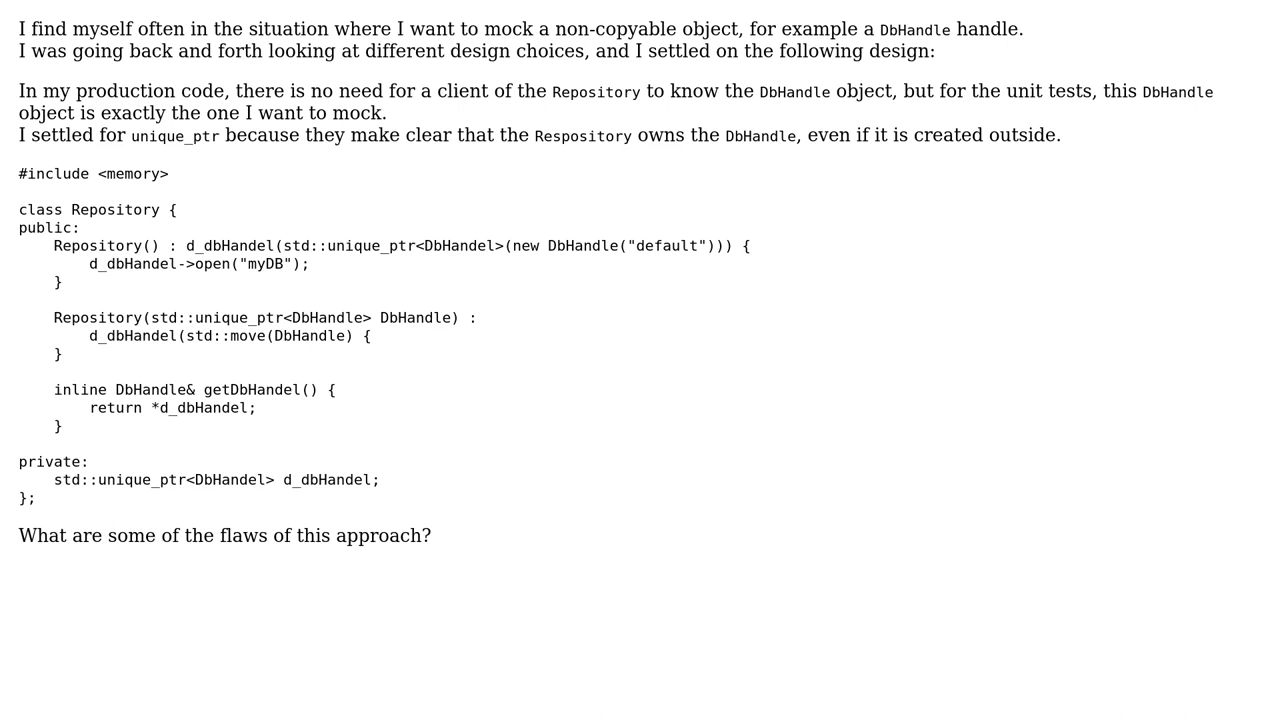 I find myself often in the situation where I want to mock a non-copyable object, for example a DbHandle handle.
I was going back and forth looking at different design choices, and I settled on the following design:
In my production code, there is no need for a client of the Repository to know the DbHandle object, but for the unit tests, this DbHandle
object is exactly the one I want to mock.
I settled for unique_ptr because they make clear that the Respository owns the DbHandle, even if it is created outside.
#include <memory>
class Repository {
public:
    Repository() : d_dbHandel(std::unique_ptr<DbHandel>(new DbHandle("default"))) {
        d_dbHandel->open("myDB");
    }
    Repository(std::unique_ptr<DbHandle> DbHandle) :
        d_dbHandel(std::move(DbHandle) {
    }
    inline DbHandle& getDbHandel() {
        return *d_dbHandel;
    }
private:
    std::unique_ptr<DbHandel> d_dbHandel;
};
What are some of the flaws of this approach?